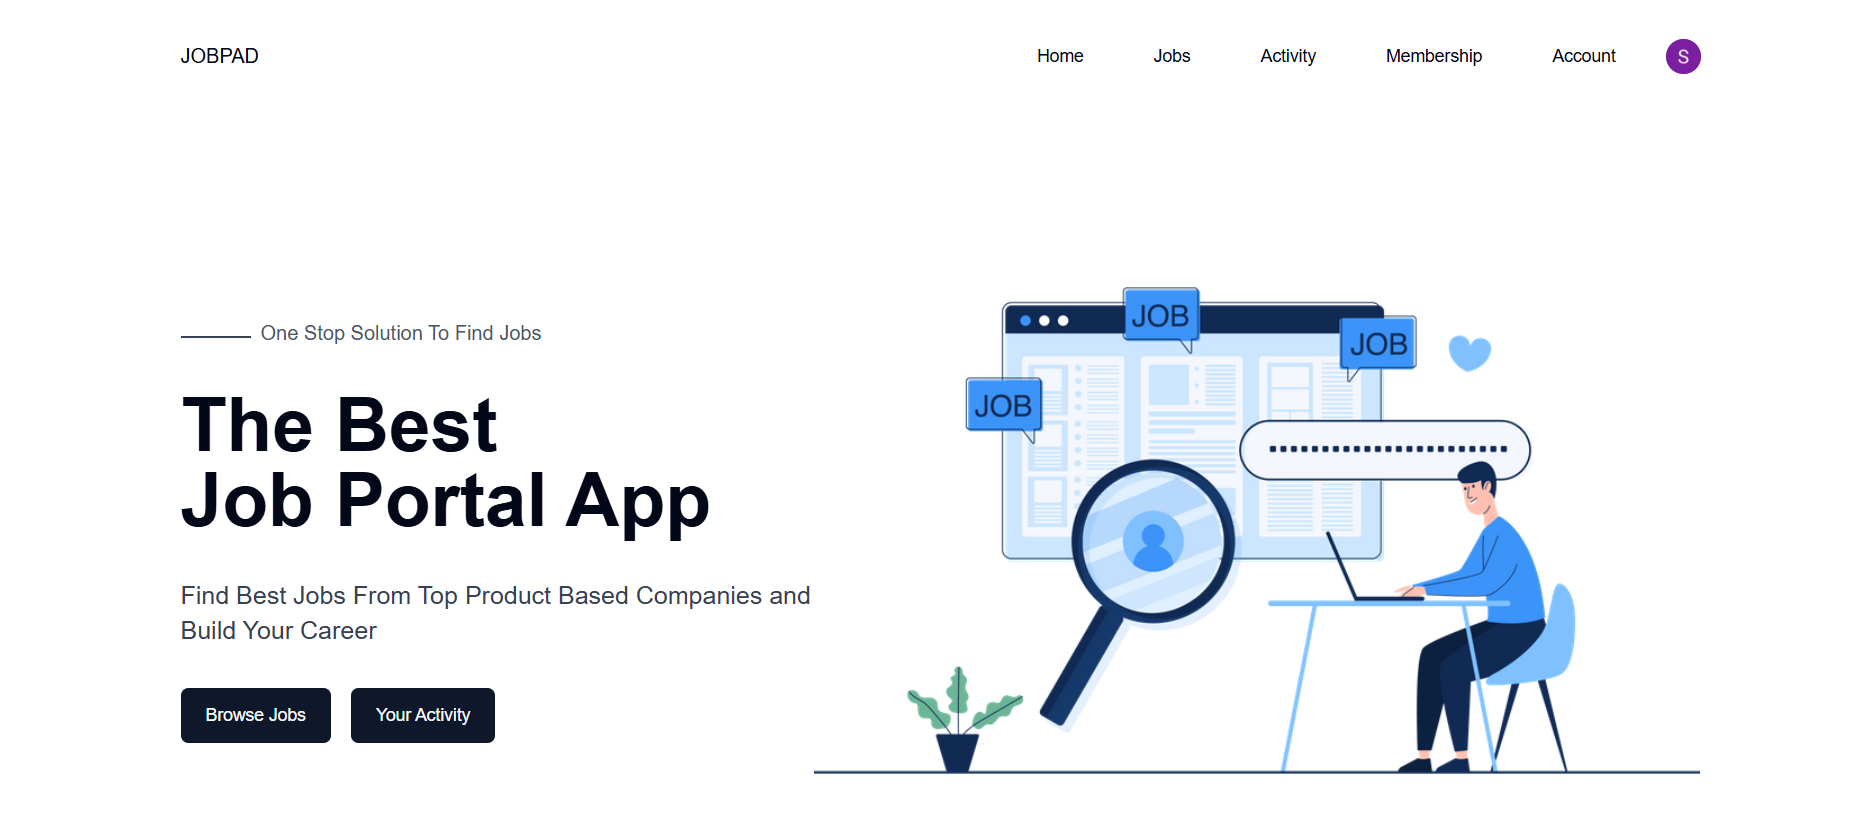 JOBPAD
Home
Jobs
Activity
Membership
Account
S
One Stop Solution To Find Jobs
The Best
Job Portal App
Find Best Jobs From Top Product Based Companies and
Build Your Career
Browse Jobs
Your Activity
JOB
JOB
JOB